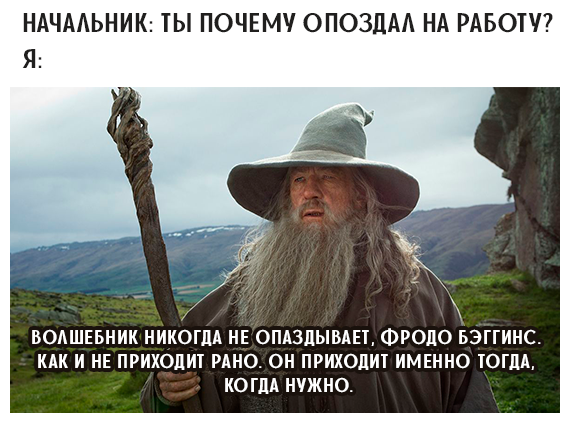 НАЧАЛЬНИК: ТЫ ПОЧЕМУ ОПОЗДАЛ НА РАБОТУ?
Я:
ВОЛШЕБНИК НИКОГДА НЕ ОПАЗДЫВАЕТ, ФРОДО БЭГГИНС.
КАК И НЕ ПРИХОДИТ РАНО. ОН ПРИХОДИТ ИМЕННО ТОГДА,
КОГДА НУЖНО.